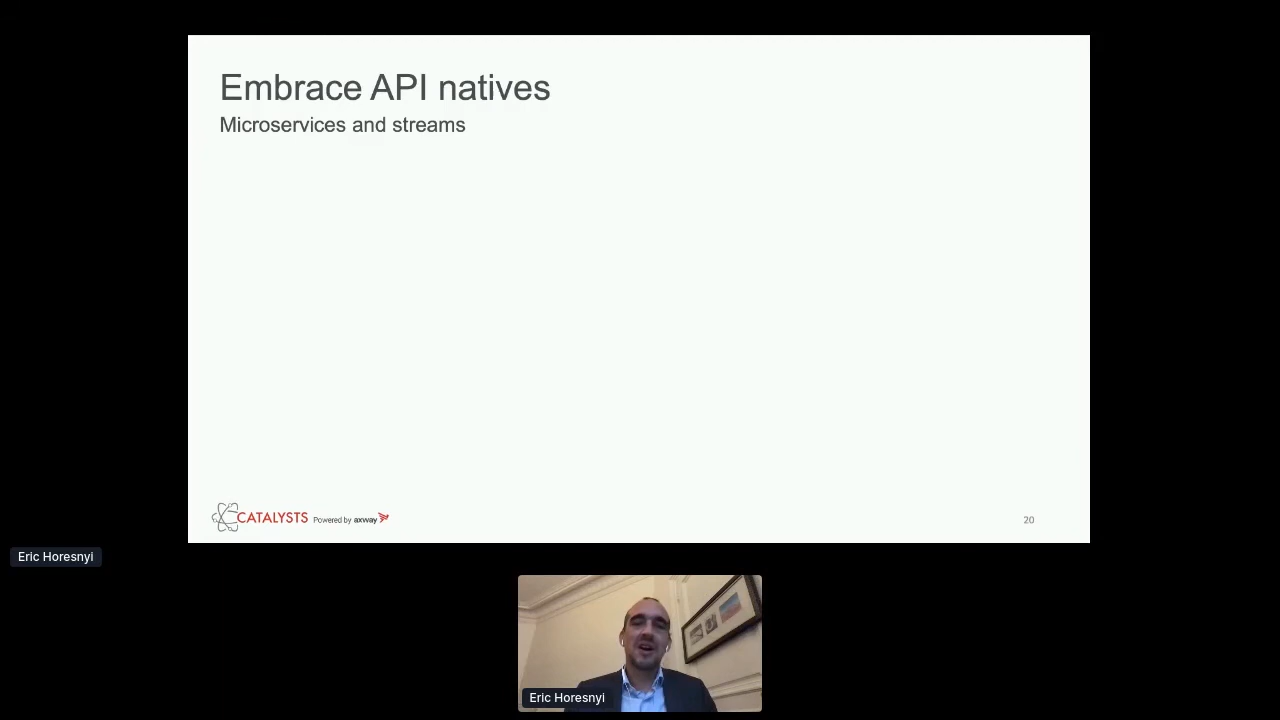 Embrace API natives
Microservices and streams
CATALYSTS Powered by axway
20
Eric Horesnyi
Eric Horesnyi